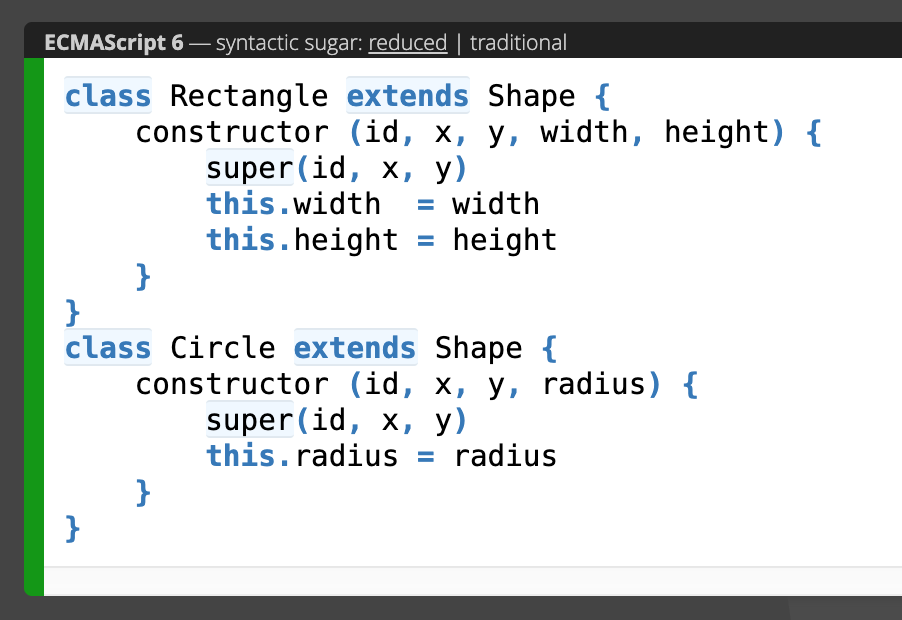 ECMAScript 6 — syntactic sugar: reduced | traditional
class Rectangle extends Shape {
    constructor (id, x, y, width, height) {
        super(id, x, y)
        this.width  = width
        this.height = height
    }
}
class Circle extends Shape {
    constructor (id, x, y, radius) {
        super(id, x, y)
        this.radius = radius
    }
}